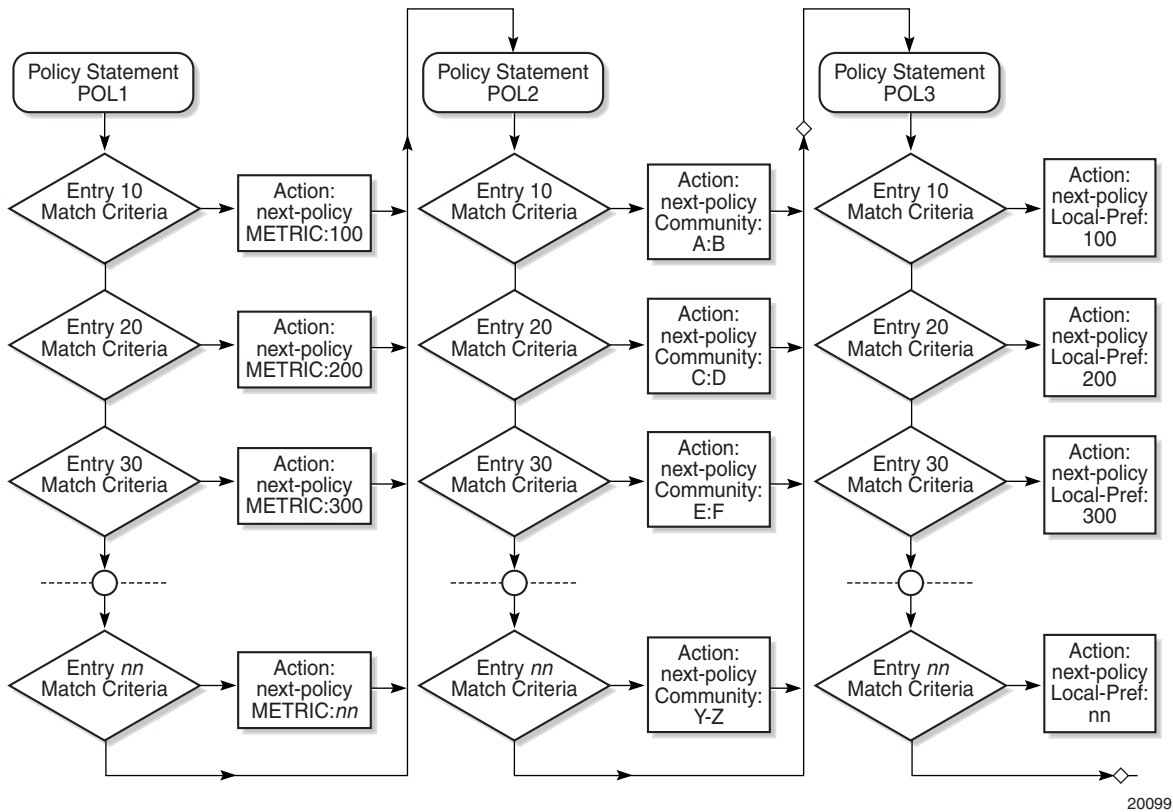 Policy Statement
POL1
Entry 10
Match Criteria
Action:
next-policy
METRIC:100
Entry 20
Match Criteria
Action:
next-policy
METRIC:200
Entry 30
Match Criteria
Action:
next-policy
METRIC:300
Entry nn
Match Criteria
Action:
next-policy
METRIC:nn
Policy Statement
POL2
Entry 10
Match Criteria
Action:
next-policy
Community:
A:B
Entry 20
Match Criteria
Action:
next-policy
Community:
C:D
Entry 30
Match Criteria
Action:
next-policy
Community:
E:F
Entry nn
Match Criteria
Action:
next-policy
Community:
Y-Z
Policy Statement
POL3
Entry 10
Match Criteria
Action:
next-policy
Local-Pref:
100
Entry 20
Match Criteria
Action:
next-policy
Local-Pref:
200
Entry 30
Match Criteria
Action:
next-policy
Local-Pref:
300
Entry nn
Match Criteria
Action:
next-policy
Local-Pref:
nn
20099